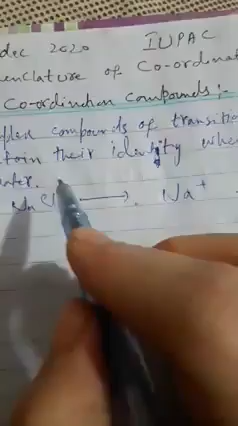 dec 2020 IUPAC
enclature of Co-ordinat
Co-ordination compounds:-
plex compounds of transitio
tain their identity whe
ater.
NaCl → Na+